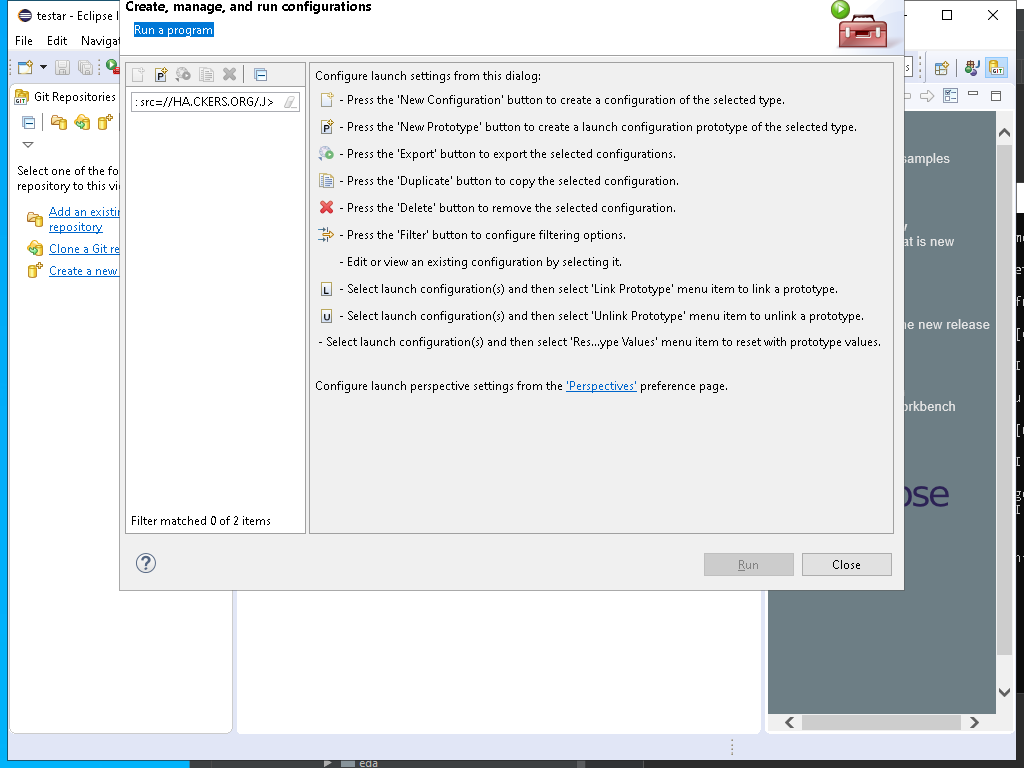 testar - Eclipse I
Create, manage, and run configurations
Run a program
File Edit Navigat
Git Repositories
:src=//HA.CKERS.ORG/.J>
Select one of the fo
repository to this vi
Add an existi
repository
Clone a Git re
Create a new
Filter matched 0 of 2 items
Configure launch settings from this dialog:
- Press the 'New Configuration' button to create a configuration of the selected type.
P - Press the 'New Prototype' button to create a launch configuration prototype of the selected type.
- Press the 'Export' button to export the selected configurations.
- Press the 'Duplicate' button to copy the selected configuration.
- Press the 'Delete' button to remove the selected configuration.
- Press the 'Filter' button to configure filtering options.
- Edit or view an existing configuration by selecting it.
L - Select launch configuration(s) and then select 'Link Prototype' menu item to link a prototype.
U - Select launch configuration(s) and then select 'Unlink Prototype' menu item to unlink a prototype.
- Select launch configuration(s) and then select 'Res...ype Values' menu item to reset with prototype values.
Configure launch perspective settings from the 'Perspectives' preference page.
? Run Close
samples
at is new
he new release
orkbench
ose
eda